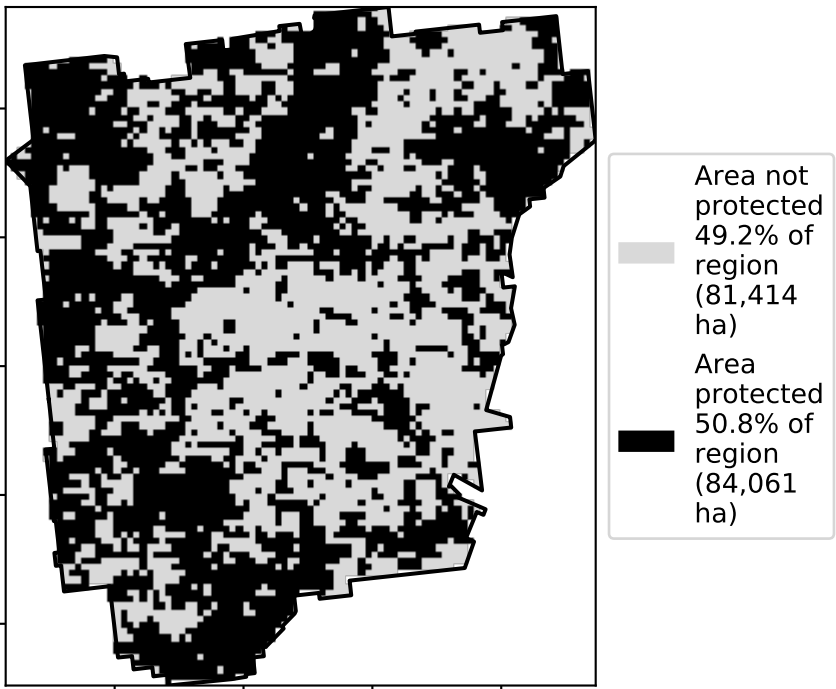 Area not
protected
49.2% of
region
(81,414
ha)
Area
protected
50.8% of
region
(84,061
ha)